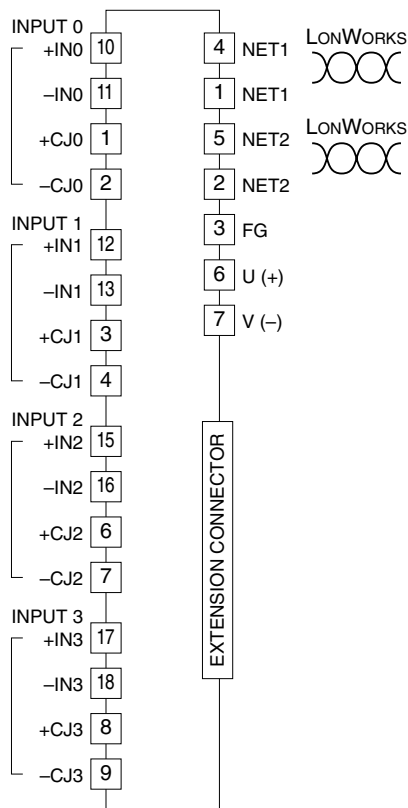 INPUT 0
+IN0 10
–IN0 11
+CJ0 1
–CJ0 2
INPUT 1
+IN1 12
–IN1 13
+CJ1 3
–CJ1 4
INPUT 2
+IN2 15
–IN2 16
+CJ2 6
–CJ2 7
INPUT 3
+IN3 17
–IN3 18
+CJ3 8
–CJ3 9
4 NET1 LONWORKS
1 NET1
5 NET2 LONWORKS
2 NET2
3 FG
6 U (+)
7 V (–)
EXTENSION CONNECTOR